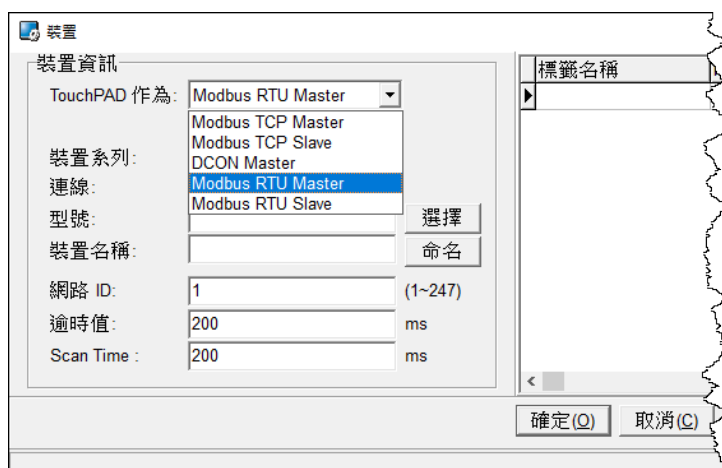 裝置
裝置資訊
標籤名稱
TouchPAD 作為: Modbus RTU Master
Modbus TCP Master
Modbus TCP Slave
DCON Master
Modbus RTU Master
Modbus RTU Slave
裝置系列:
連線:
型號: 選擇
裝置名稱: 命名
網路 ID: 1 (1~247)
逾時值: 200 ms
Scan Time : 200 ms
確定(O) 取消(C)